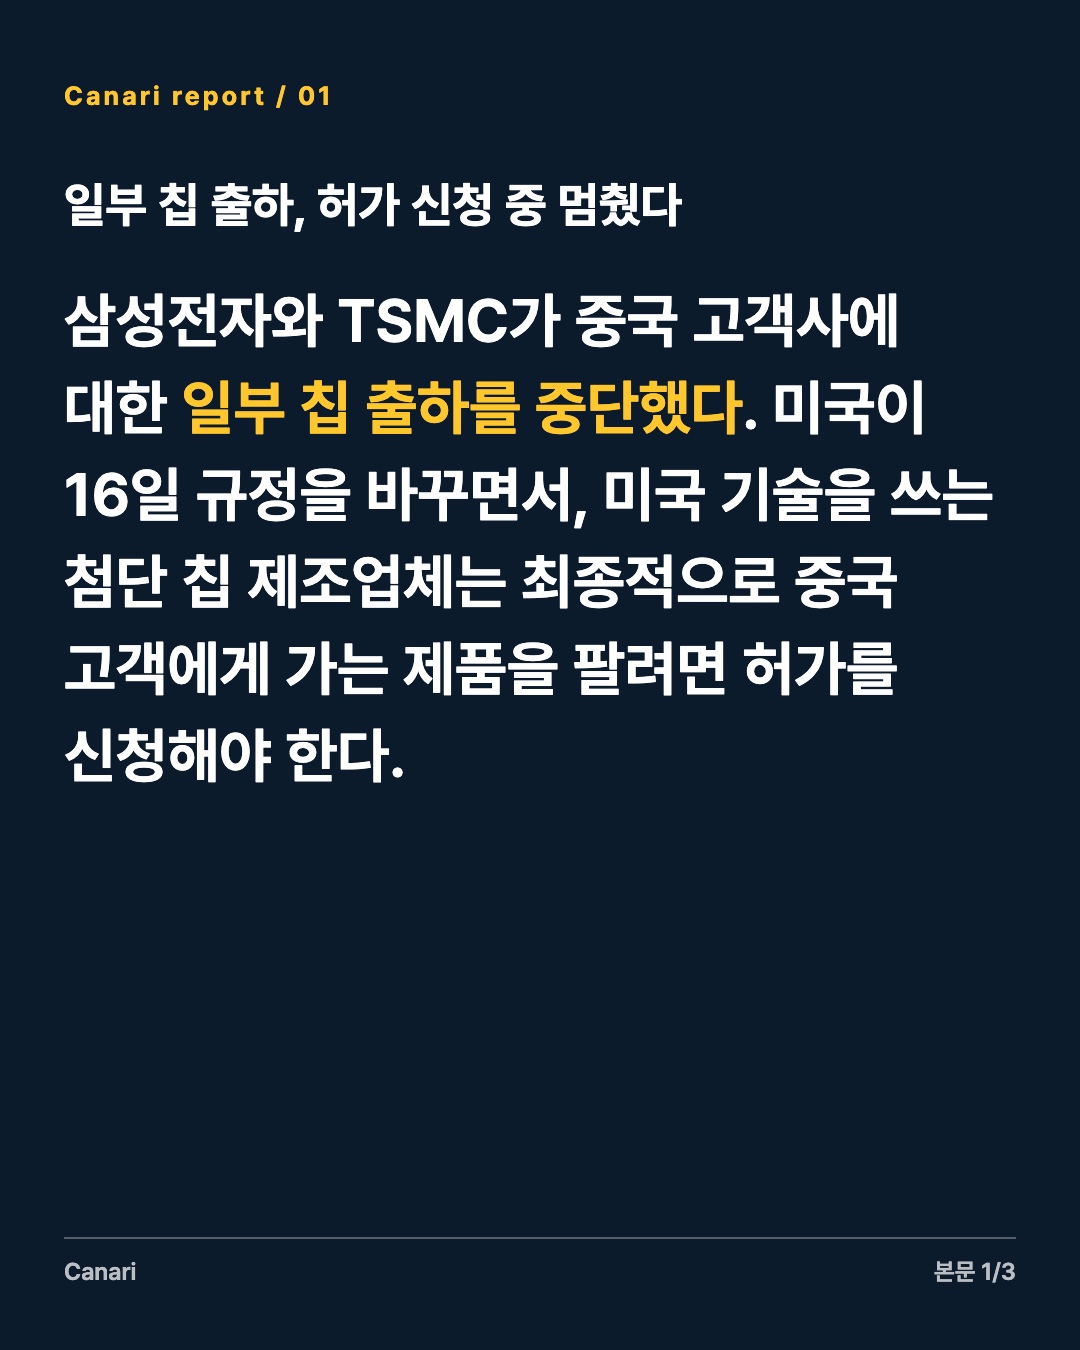 Canari report / 01
일부 칩 출하, 허가 신청 중 멈췄다
삼성전자와 TSMC가 중국 고객사에
대한 일부 칩 출하를 중단했다. 미국이
16일 규정을 바꾸면서, 미국 기술을 쓰는
첨단 칩 제조업체는 최종적으로 중국
고객에게 가는 제품을 팔려면 허가를
신청해야 한다.
Canari
본문 1/3